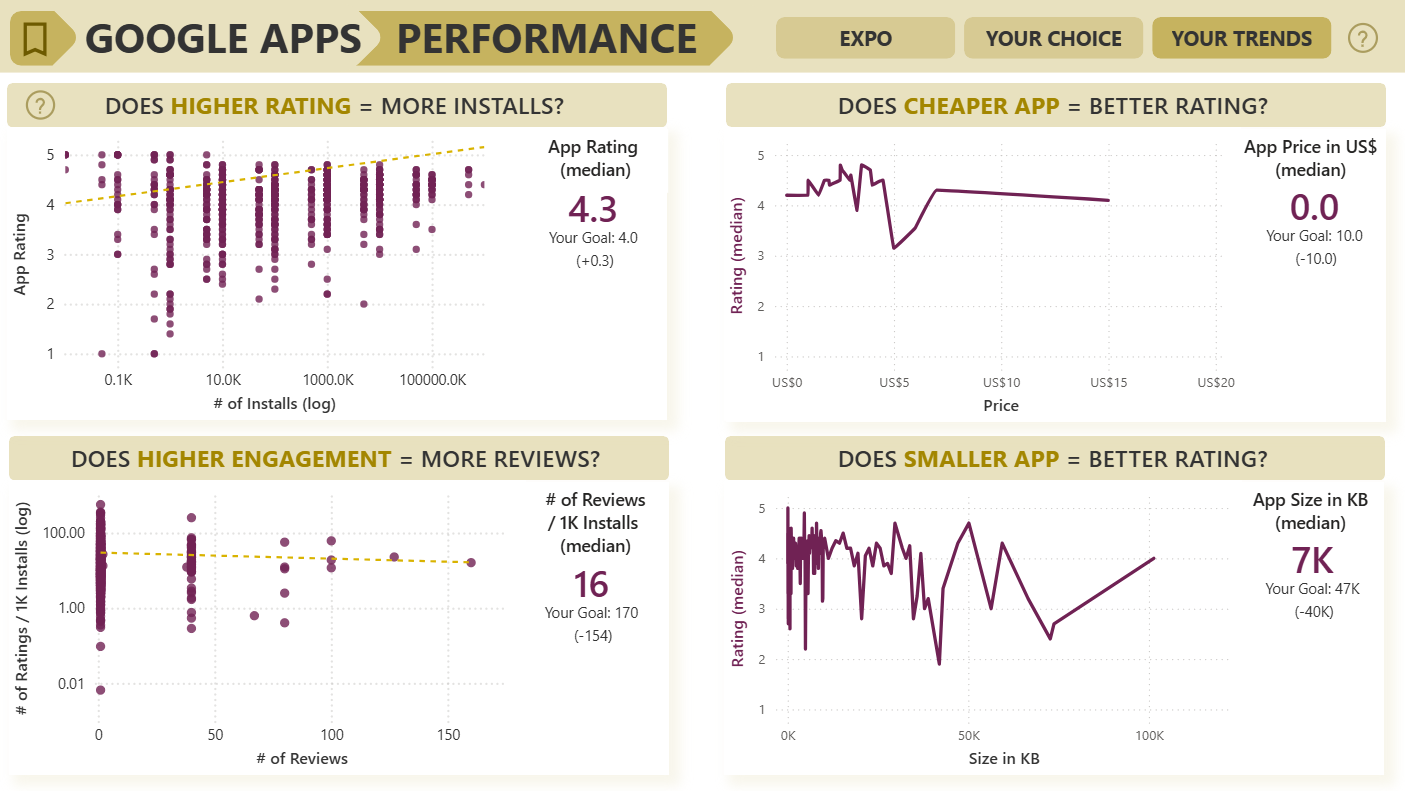 GOOGLE APPS PERFORMANCE
EXPO
YOUR CHOICE
YOUR TRENDS
?
?
DOES HIGHER RATING = MORE INSTALLS?
App Rating
5
4
3
2
1
0.1K 10.0K 1000.0K 100000.0K
# of Installs (log)
App Rating
(median)
4.3
Your Goal: 4.0
(+0.3)
DOES CHEAPER APP = BETTER RATING?
Rating (median)
5
4
3
2
1
US$0 US$5 US$10 US$15 US$20
Price
App Price in US$
(median)
0.0
Your Goal: 10.0
(-10.0)
DOES HIGHER ENGAGEMENT = MORE REVIEWS?
# of Ratings / 1K Installs (log)
100.00
1.00
0.01
0 50 100 150
# of Reviews
# of Reviews
/ 1K Installs
(median)
16
Your Goal: 170
(-154)
DOES SMALLER APP = BETTER RATING?
Rating (median)
5
4
3
2
1
0K 50K 100K
Size in KB
App Size in KB
(median)
7K
Your Goal: 47K
(-40K)